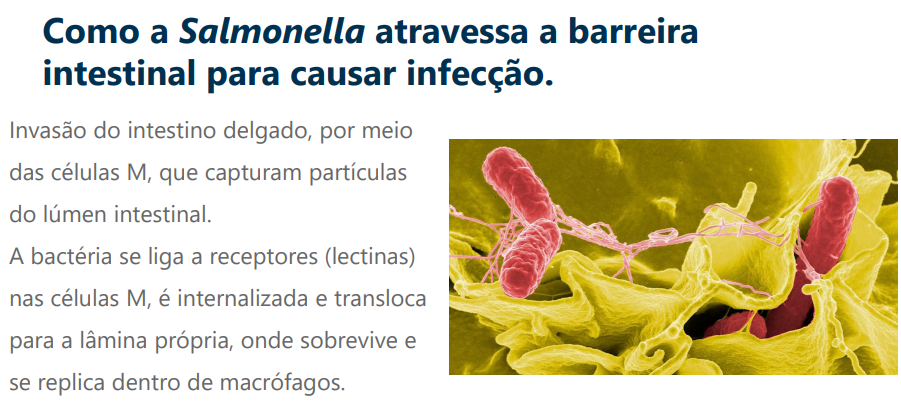 Como a Salmonella atravessa a barreira
intestinal para causar infecção.
Invasão do intestino delgado, por meio
das células M, que capturam partículas
do lúmen intestinal.
A bactéria se liga a receptores (lectinas)
nas células M, é internalizada e transloca
para a lâmina própria, onde sobrevive e
se replica dentro de macrófagos.